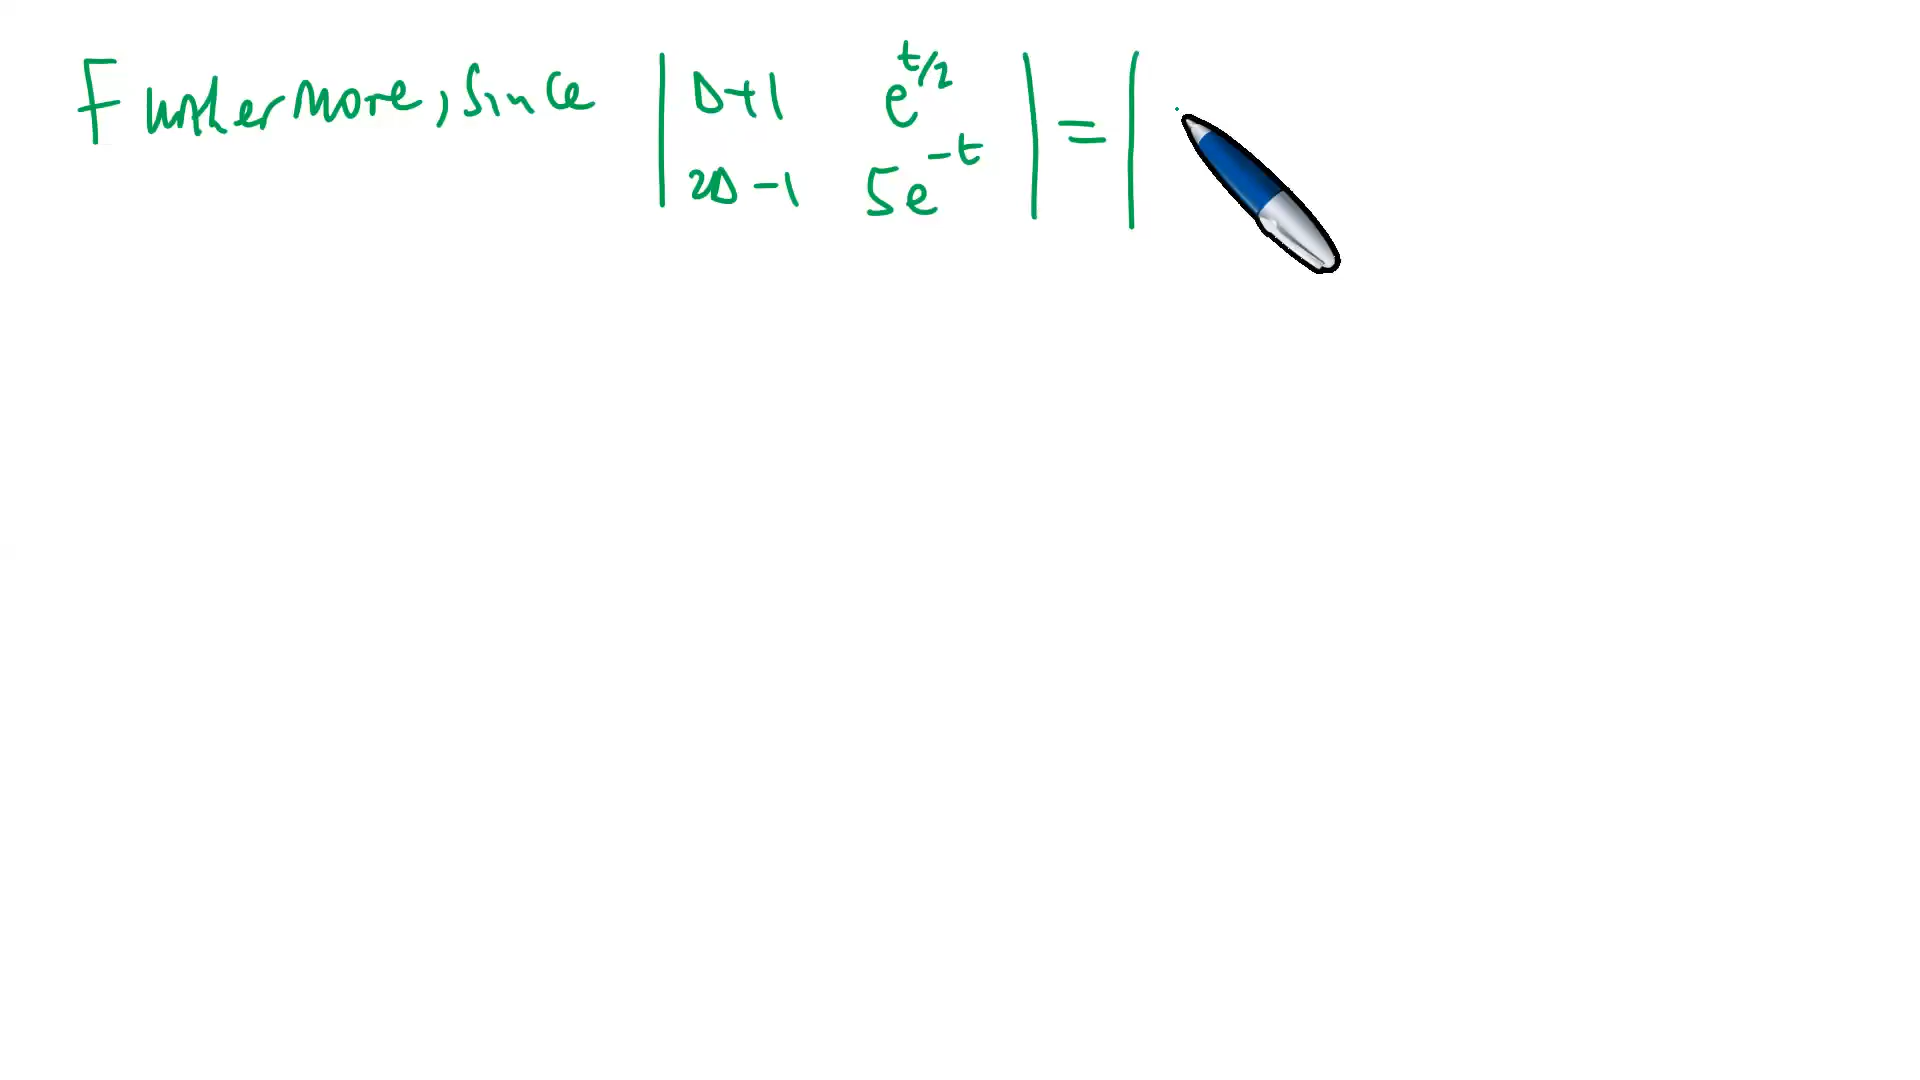 Furthermore, Since | D+1 e^{t/2} | = |
| 2D-1 5e^{-t} |